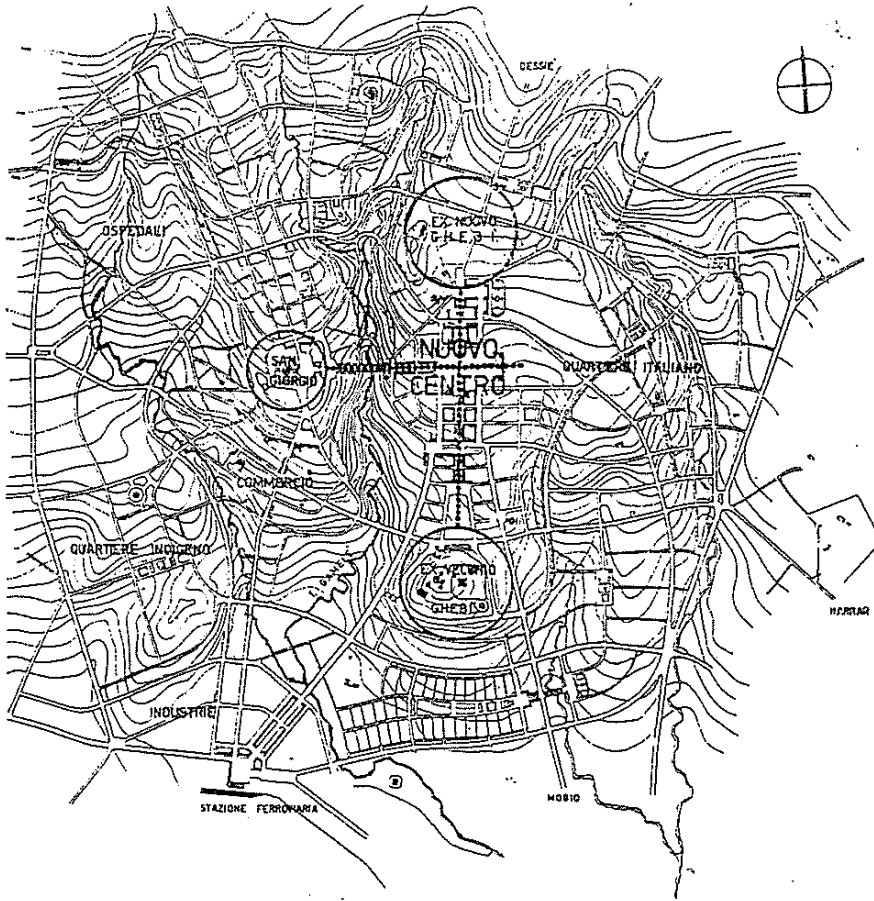 DESSIE
OSPEDALI
EX NUOVO
GHEBI
SAN
GIORGIO
NUOVO
CENTRO
QUARTIERE ITALIANO
COMMERCIO
QUARTIERE INDIGENO
EX VECCHIO
GHEBI
HARRAR
INDUSTRIE
STAZIONE FERROVIARIA
MOGIO